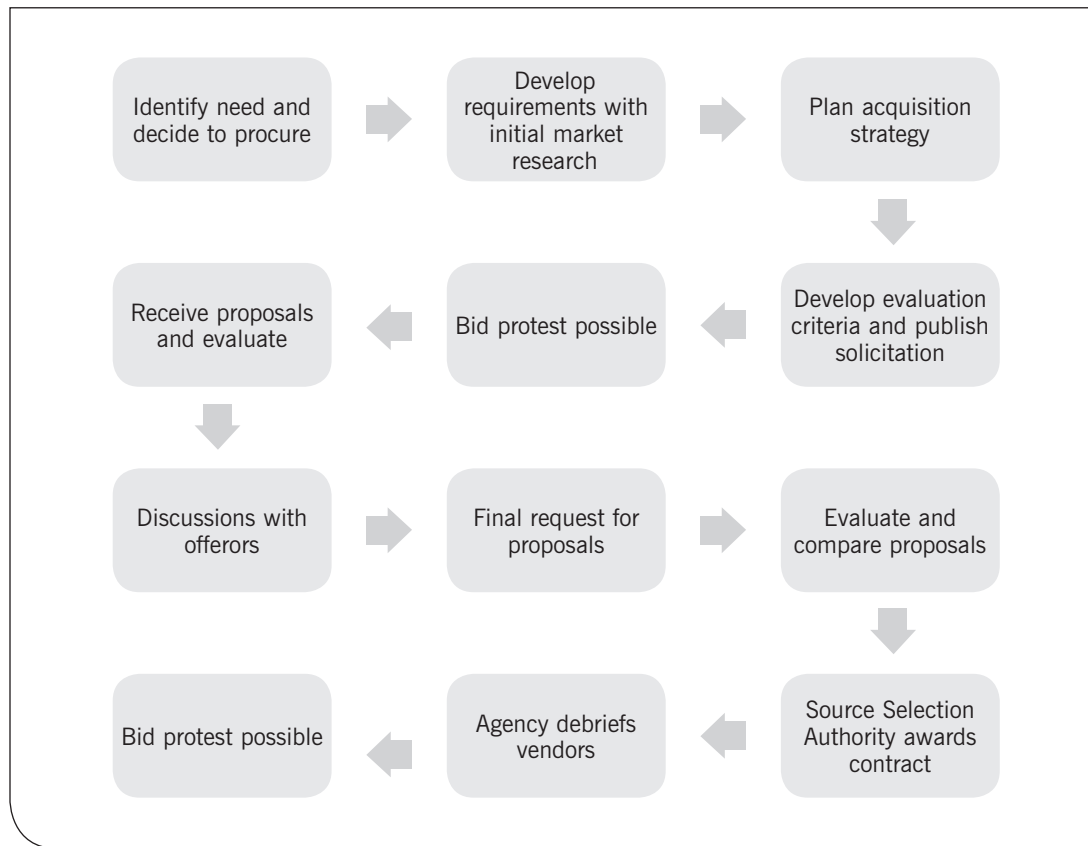 Identify need and
decide to procure
Develop
requirements with
initial market
research
Plan acquisition
strategy
Develop evaluation
criteria and publish
solicitation
Bid protest possible
Receive proposals
and evaluate
Discussions with
offerors
Final request for
proposals
Evaluate and
compare proposals
Source Selection
Authority awards
contract
Agency debriefs
vendors
Bid protest possible